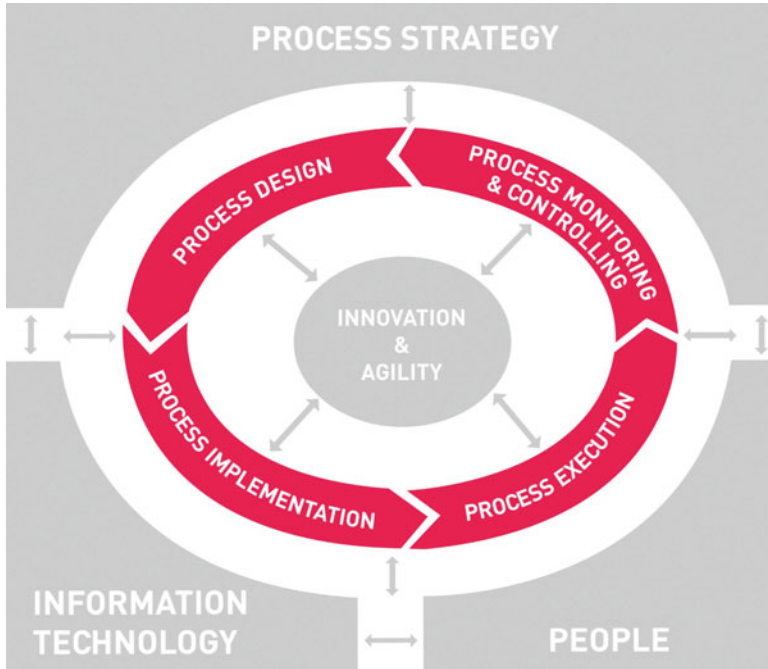 PROCESS STRATEGY
PROCESS DESIGN
PROCESS MONITORING
& CONTROLLING
INNOVATION
&
AGILITY
PROCESS IMPLEMENTATION
PROCESS EXECUTION
INFORMATION
TECHNOLOGY
PEOPLE